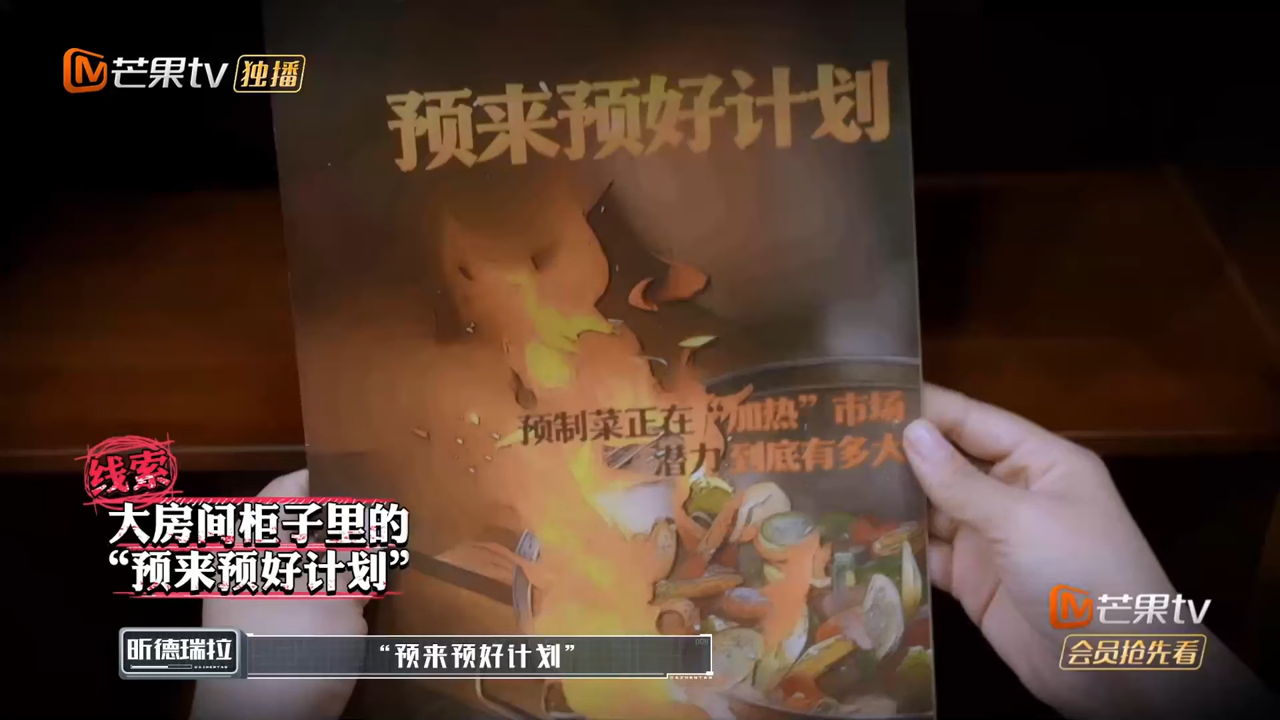 芒果tv 独播
预来预好计划
预制菜正在“加热”市场
潜力到底有多大
线索
大房间柜子里的
“预来预好计划”
昕德瑞拉
“预来预好计划”
芒果tv
会员抢先看